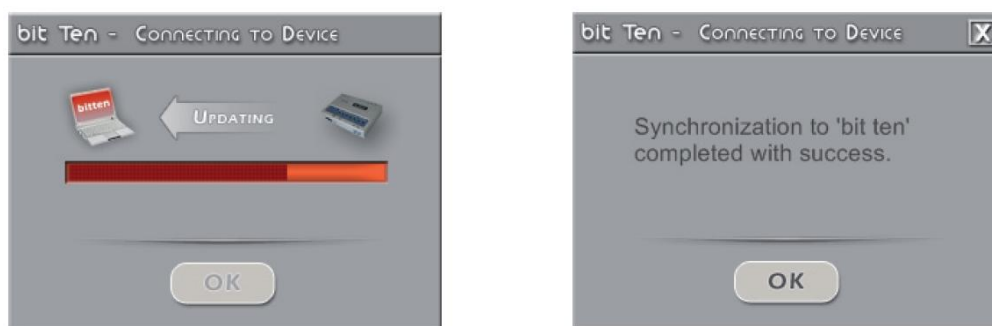 bit Ten - Connecting to Device
bitten
Updating
OK
bit Ten - Connecting to Device X
Synchronization to 'bit ten'
completed with success.
OK